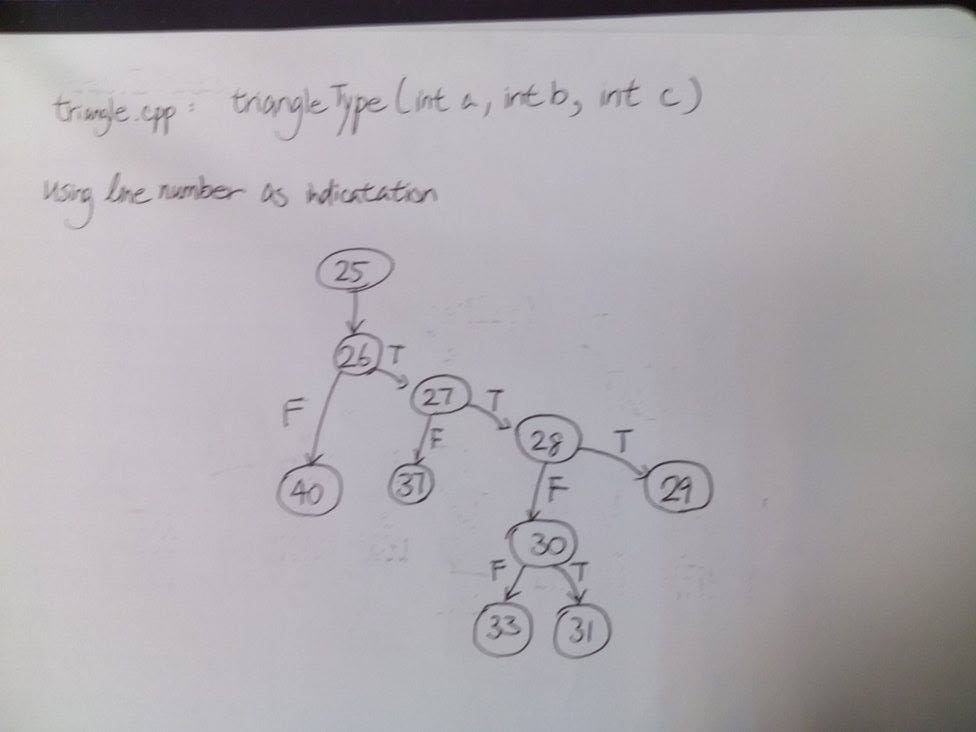 triangle.cpp: triangleType(int a, int b, int c)
Using line number as indicatation
25
26 T
27 T
F
F
28 T
40
37
29
F
30
F T
33 31